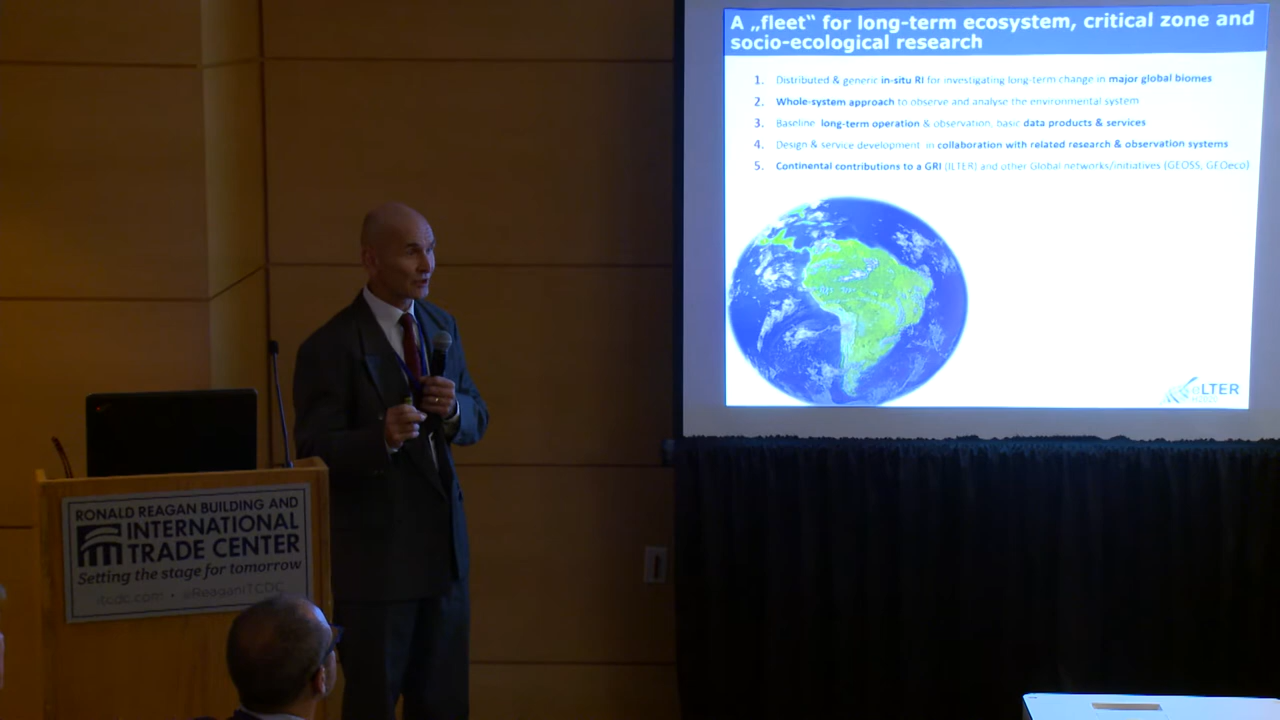 A „fleet“ for long-term ecosystem, critical zone and
socio-ecological research
1. Distributed & generic in-situ RI for investigating long-term change in major global biomes
2. Whole-system approach to observe and analyse the environmental system
3. Baseline long-term operation & observation, basic data products & services
4. Design & service development in collaboration with related research & observation systems
5. Continental contributions to a GRI (ILTER) and other Global networks/initiatives (GEOSS, GEOeco)
eLTER
RONALD REAGAN BUILDING AND
INTERNATIONAL
TRADE CENTER
Setting the stage for tomorrow
itcdc.com • @ReaganITCDC